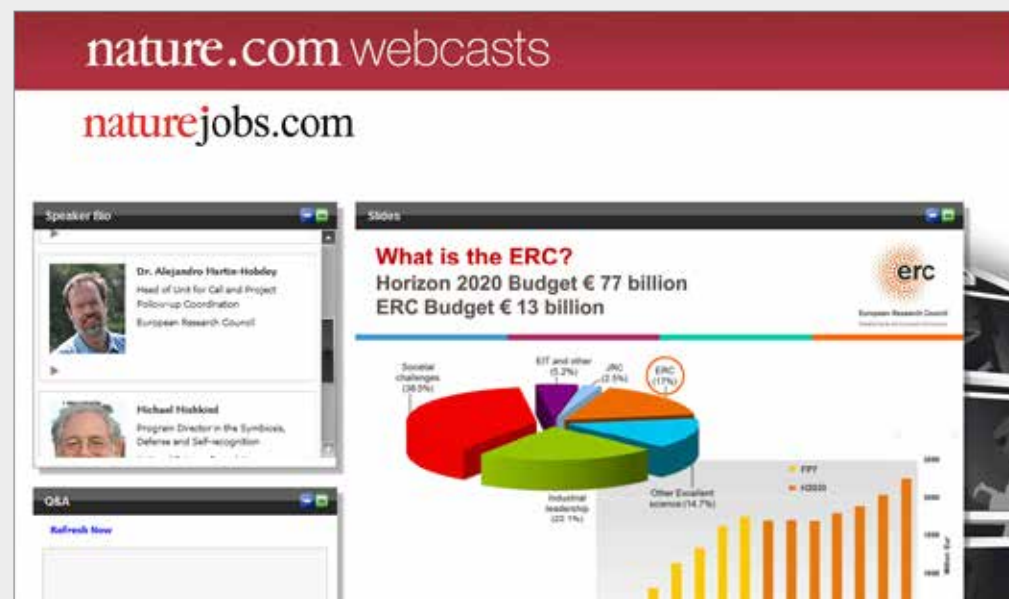 nature.com webcasts
naturejobs.com
Speaker Bio
Dr. Alejandro Martin-Hobdey
Head of Unit for Call and Project
Follow-up Coordination
European Research Council
Michael Mishkind
Program Director in the Symbiosis,
Defense and Self-recognition
Q&A
Refresh Now
Slides
What is the ERC?
Horizon 2020 Budget € 77 billion
ERC Budget € 13 billion
erc
European Research Council
Societal
challenges
(38.5%)
EIT and other
(5.2%)
JRC
(2.5%)
ERC
(17%)
Industrial
leadership
(22.1%)
Other Excellent
science (14.7%)
FP7
H2020
Million Eur